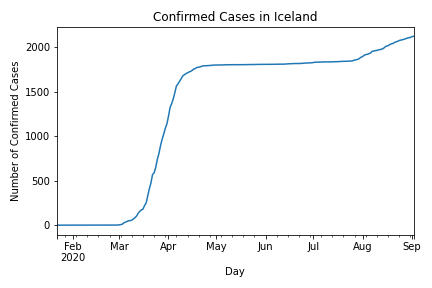 Confirmed Cases in Iceland
Number of Confirmed Cases
2000
1500
1000
500
0
Feb Mar Apr May Jun Jul Aug Sep
2020
Day